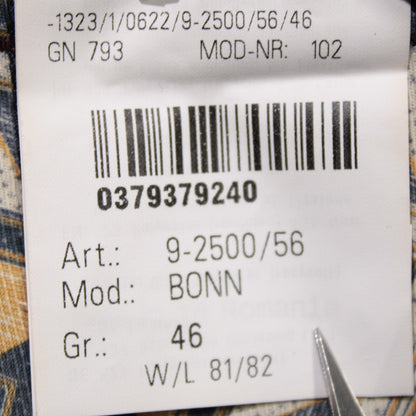 -1323/1/0622/9-2500/56/46
GN 793 MOD-NR: 102
0379379240
Art.: 9-2500/56
Mod.: BONN
Gr.: 46
W/L 81/82